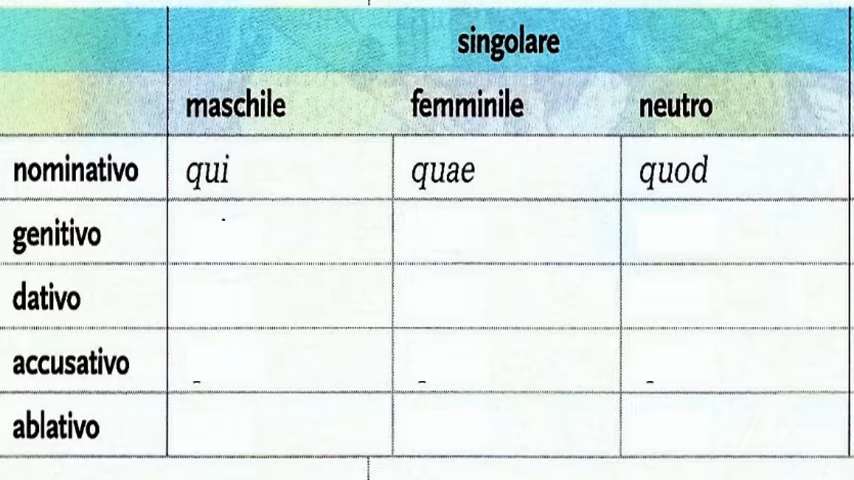 singolare
maschile femminile neutro
nominativo qui quae quod
genitivo
dativo
accusativo
ablativo